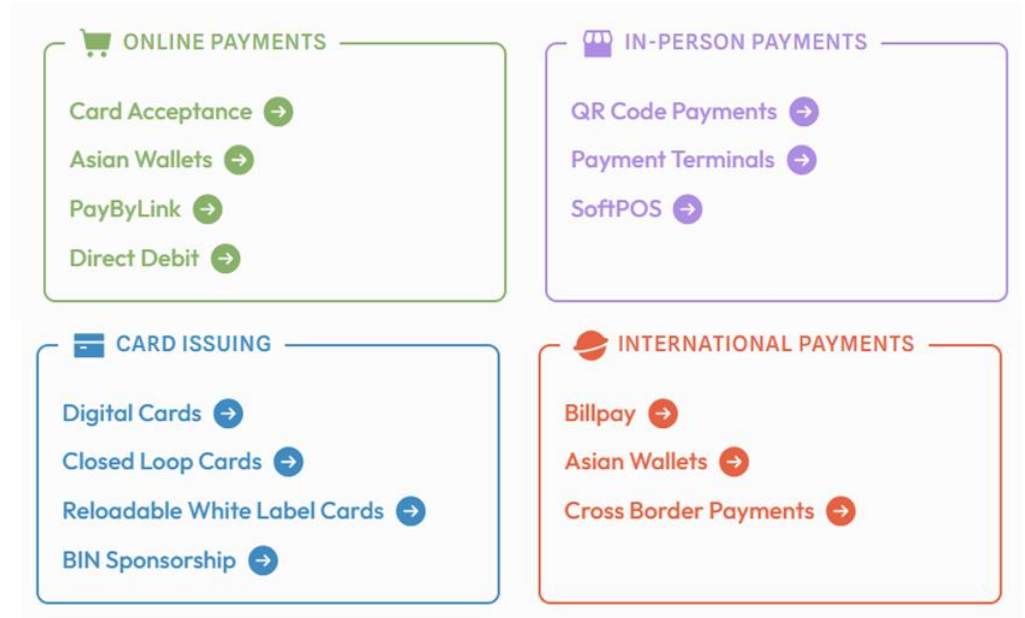 ONLINE PAYMENTS
Card Acceptance
Asian Wallets
PayByLink
Direct Debit
IN-PERSON PAYMENTS
QR Code Payments
Payment Terminals
SoftPOS
CARD ISSUING
Digital Cards
Closed Loop Cards
Reloadable White Label Cards
BIN Sponsorship
INTERNATIONAL PAYMENTS
Billpay
Asian Wallets
Cross Border Payments